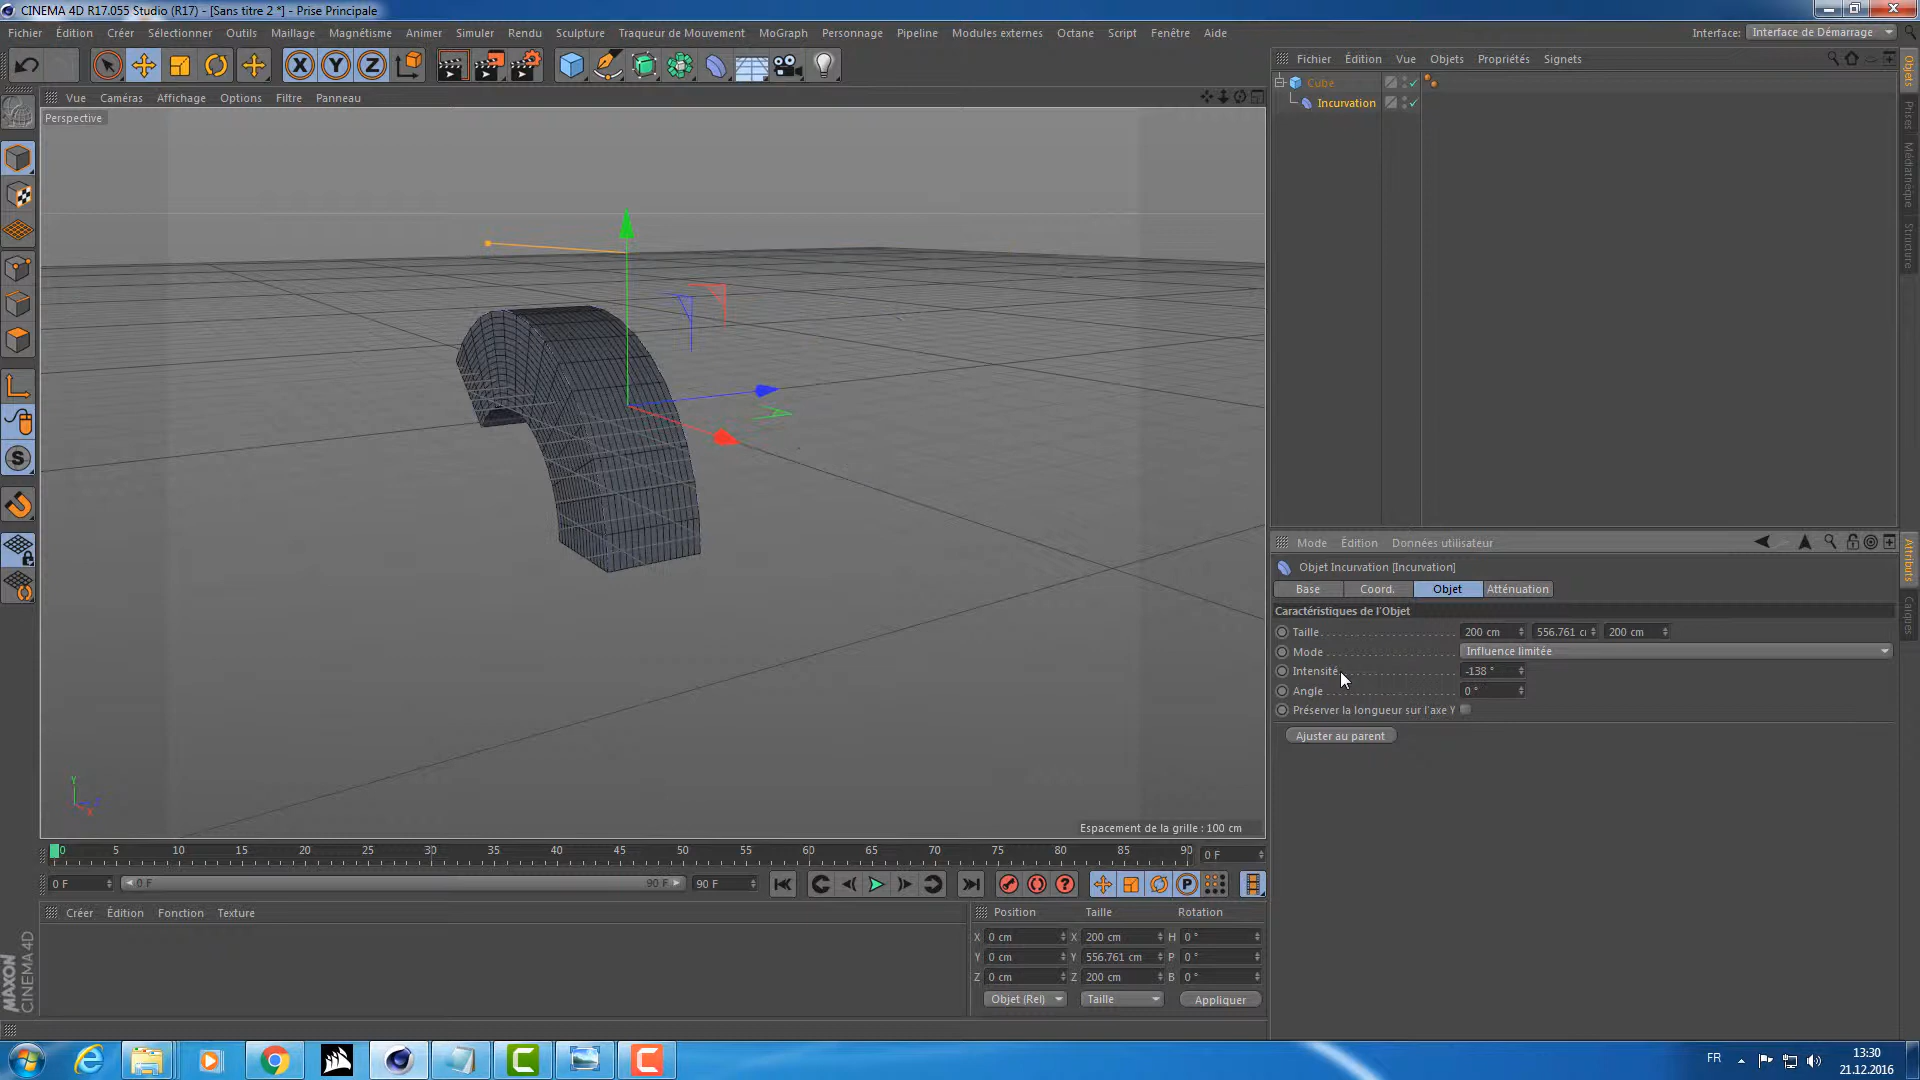 CINEMA 4D R17.055 Studio (R17) - [Sans titre 2 *] - Prise Principale
Fichier Édition Créer Sélectionner Outils Maillage Magnétisme Animer Simuler Rendu Sculpture Traqueur de Mouvement MoGraph Personnage Pipeline Modules externes Octane Script Fenêtre Aide Interface: Interface de Démarrage
X Y Z
Vue Caméras Affichage Options Filtre Panneau
Perspective
Fichier Édition Vue Objets Propriétés Signets
Cube
Incurvation
Objets
Prises
Médiathèque
Structure
Mode Édition Données utilisateur
Objet Incurvation [Incurvation]
Base Coord. Objet Atténuation
Caractéristiques de l'Objet
Taille 200 cm 556.761 c 200 cm
Mode Influence limitée
Intensité -138 °
Angle 0 °
Préserver la longueur sur l'axe Y
Ajuster au parent
Attributs
Calques
S
Y
X
Espacement de la grille : 100 cm
0 5 10 15 20 25 30 35 40 45 50 55 60 65 70 75 80 85 90 0 F
0 F 0 F 90 F 90 F
? P
Créer Édition Fonction Texture
Position Taille Rotation
X 0 cm X 200 cm H 0 °
Y 0 cm Y 556.761 cm P 0 °
Z 0 cm Z 200 cm B 0 °
Objet (Rel) Taille Appliquer
MAXON
CINEMA 4D
FR
13:30
21.12.2016